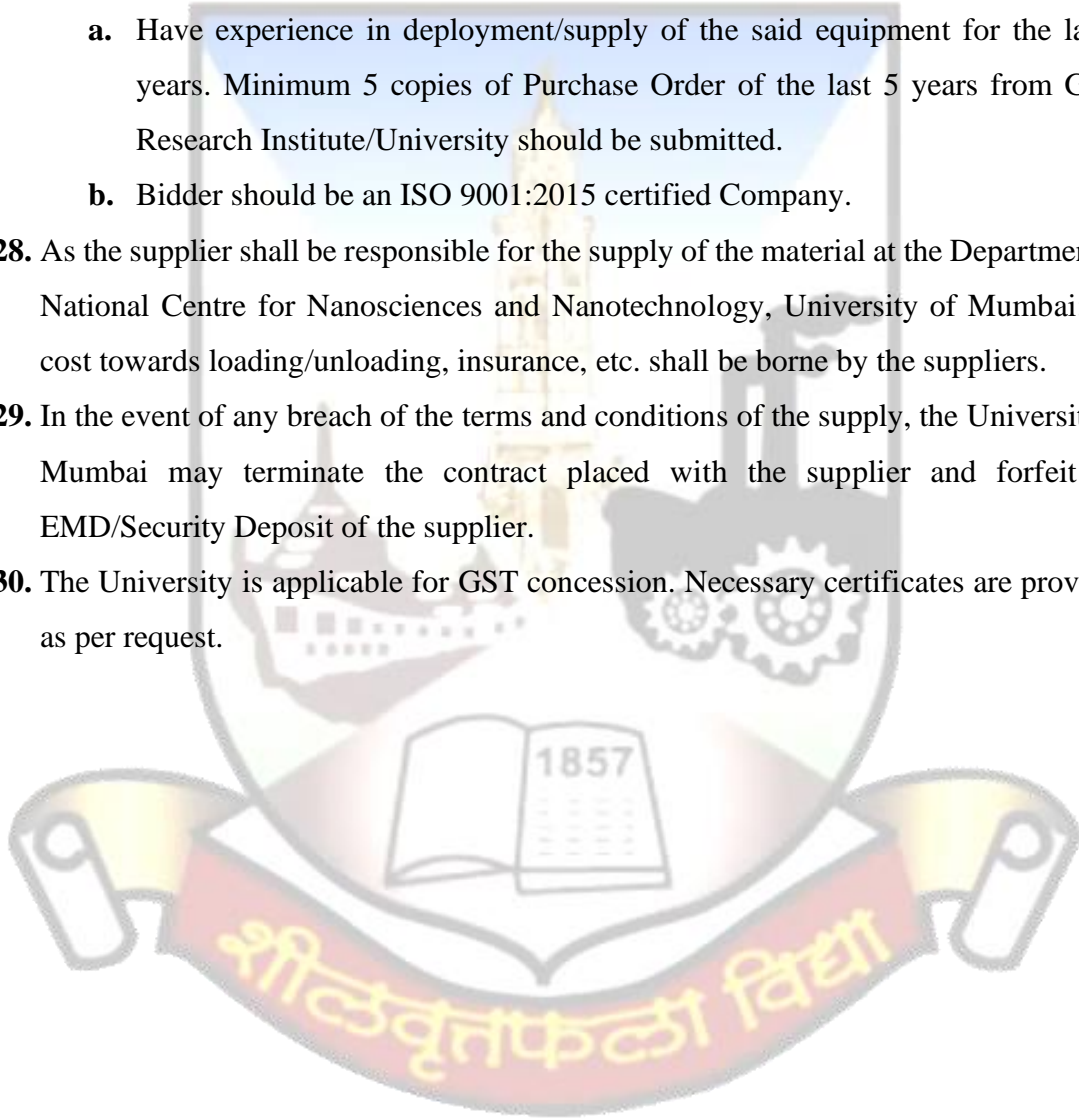 a. Have experience in deployment/supply of the said equipment for the
years. Minimum 5 copies of Purchase Order of the last 5 years from
Research Institute/University should be submitted.
b. Bidder should be an ISO 9001:2015 certified Company.
28. As the supplier shall be responsible for the supply of the material at the
National Centre for Nanosciences and Nanotechnology, University of Mumbai
cost towards loading/unloading, insurance, etc. shall be borne by the suppliers.
29. In the event of any breach of the terms and conditions of the supply, the
Mumbai may terminate the contract placed with the supplier and forfeit
EMD/Security Deposit of the supplier.
30. The University is applicable for GST concession. Necessary certificates are
as per request.
1857
शीलवृतफला विद्या